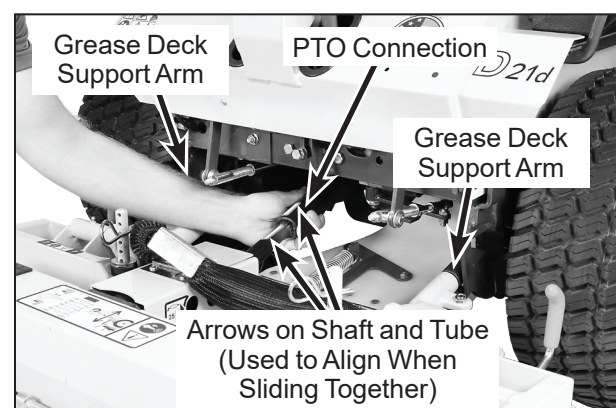 Grease Deck
Support Arm
PTO Connection
21d
Grease Deck
Support Arm
Arrows on Shaft and Tube
(Used to Align When
Sliding Together)